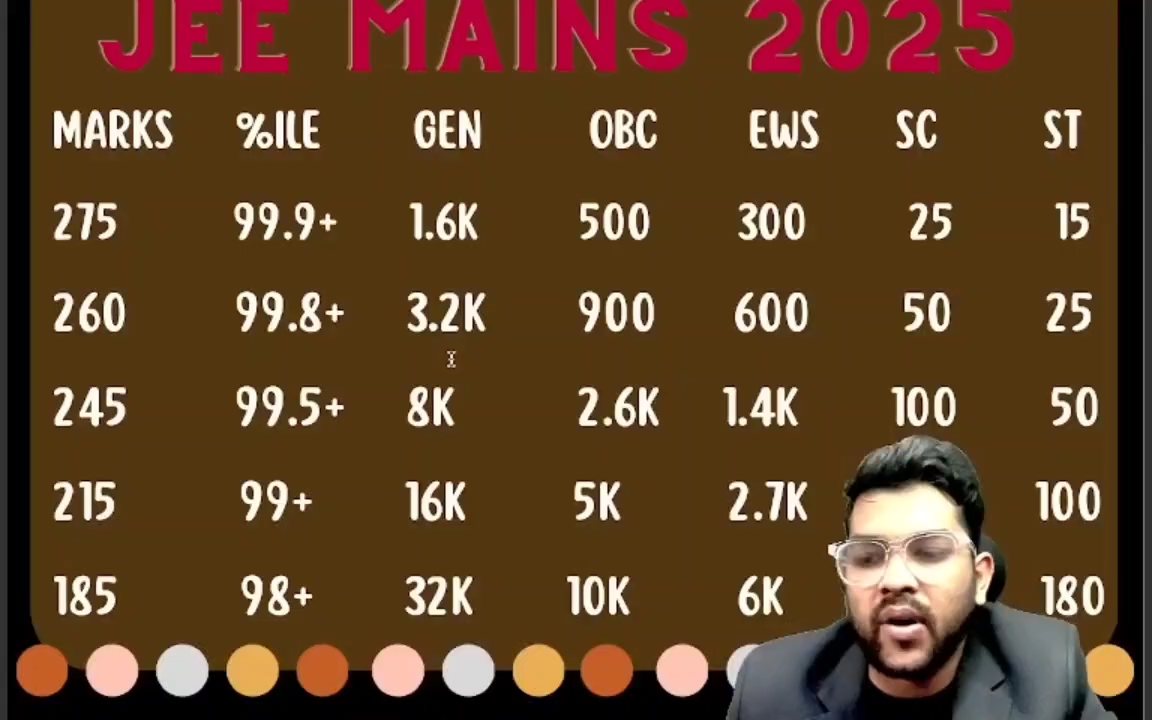 JEE MAINS 2025
MARKS %ILE GEN OBC EWS SC ST
275 99.9+ 1.6K 500 300 25 15
260 99.8+ 3.2K 900 600 50 25
245 99.5+ 8K 2.6K 1.4K 100 50
215 99+ 16K 5K 2.7K 100
185 98+ 32K 10K 6K 180